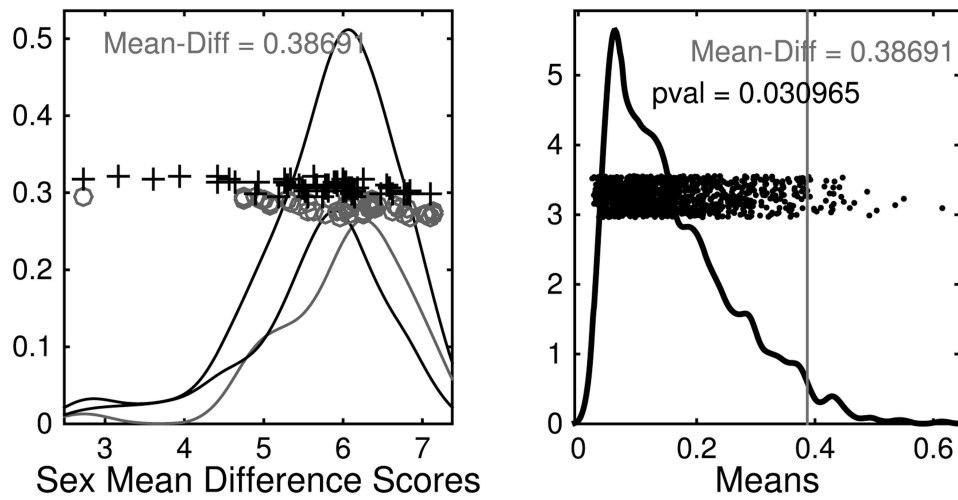 Mean-Diff = 0.38691
0.5
0.4
0.3
0.2
0.1
0
3 4 5 6 7
Sex Mean Difference Scores
Mean-Diff = 0.38691
pval = 0.030965
5
4
3
2
1
0
0 0.2 0.4 0.6
Means